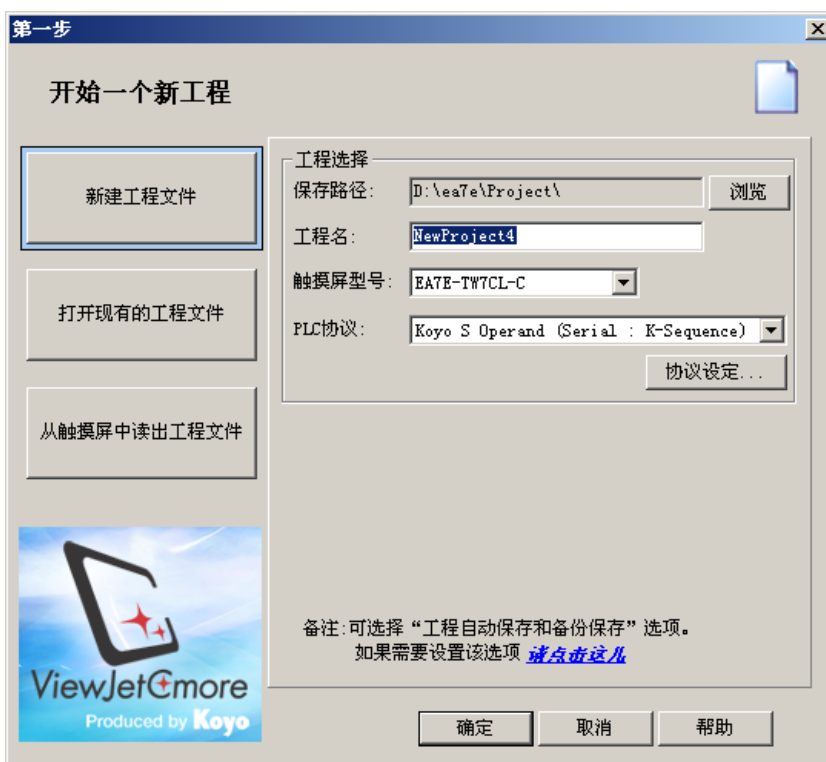 第一步
开始一个新工程
新建工程文件
打开现有的工程文件
从触摸屏中读出工程文件
工程选择
保存路径: D:\ea7e\Project\ 浏览
工程名: NewProject4
触摸屏型号: EA7E-TW7CL-C
PLC协议: Koyo S Operand (Serial : K-Sequence)
协议设定...
备注:可选择“工程自动保存和备份保存”选项。
如果需要设置该选项 请点击这儿
ViewJetCmore
Produced by Koyo
确定 取消 帮助